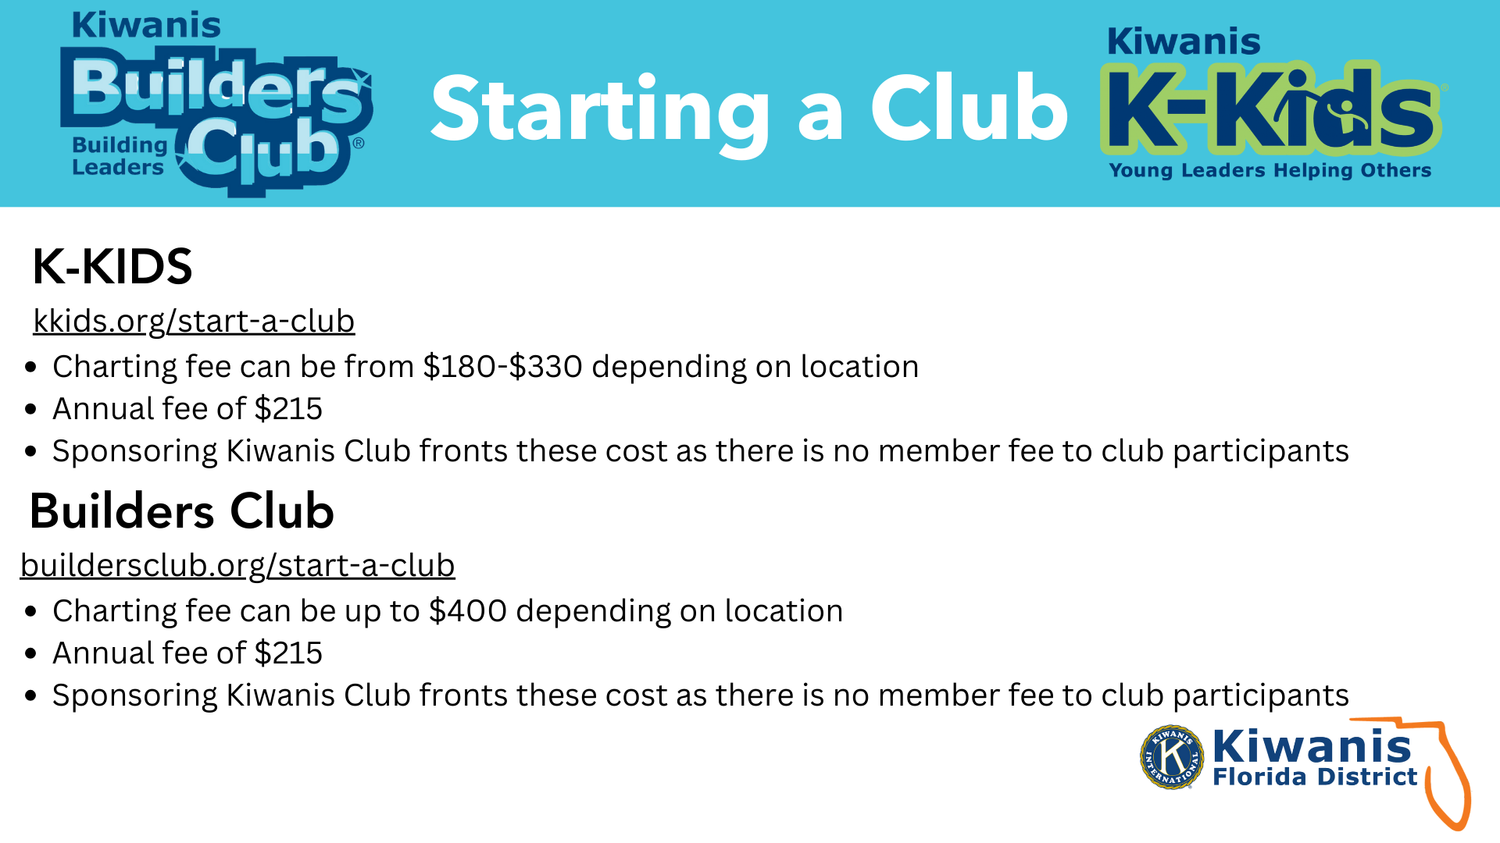 Kiwanis
Builders
Club®
Building
Leaders
Starting a Club
Kiwanis
K-Kids®
Young Leaders Helping Others
K-KIDS
kkids.org/start-a-club
• Charting fee can be from $180-$330 depending on location
• Annual fee of $215
• Sponsoring Kiwanis Club fronts these cost as there is no member fee to club participants
Builders Club
buildersclub.org/start-a-club
• Charting fee can be up to $400 depending on location
• Annual fee of $215
• Sponsoring Kiwanis Club fronts these cost as there is no member fee to club participants
KIWANIS
K
INTERNATIONAL
Kiwanis
Florida District